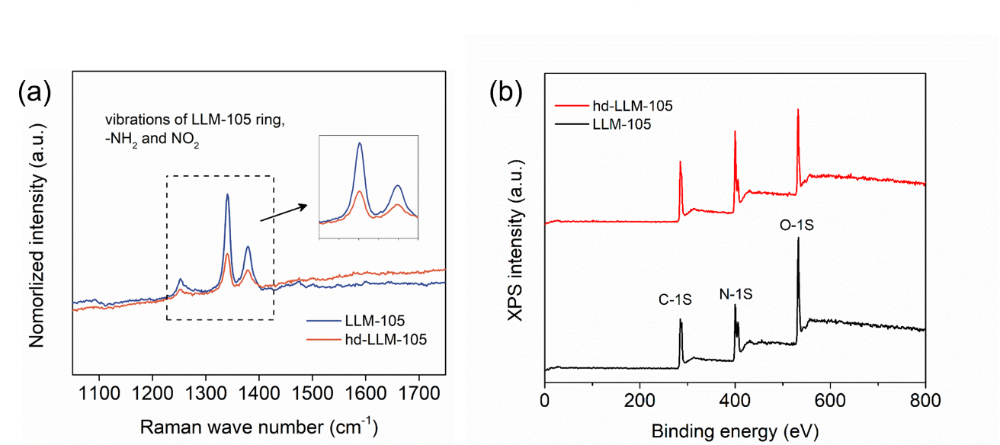 (a)
Nomorlized intensity (a.u.)
vibrations of LLM-105 ring,
-NH2 and NO2
LLM-105
hd-LLM-105
1100 1200 1300 1400 1500 1600 1700
Raman wave number (cm-1)
(b)
XPS intensity (a.u.)
hd-LLM-105
LLM-105
O-1S
C-1S
N-1S
0 200 400 600 800
Binding energy (eV)